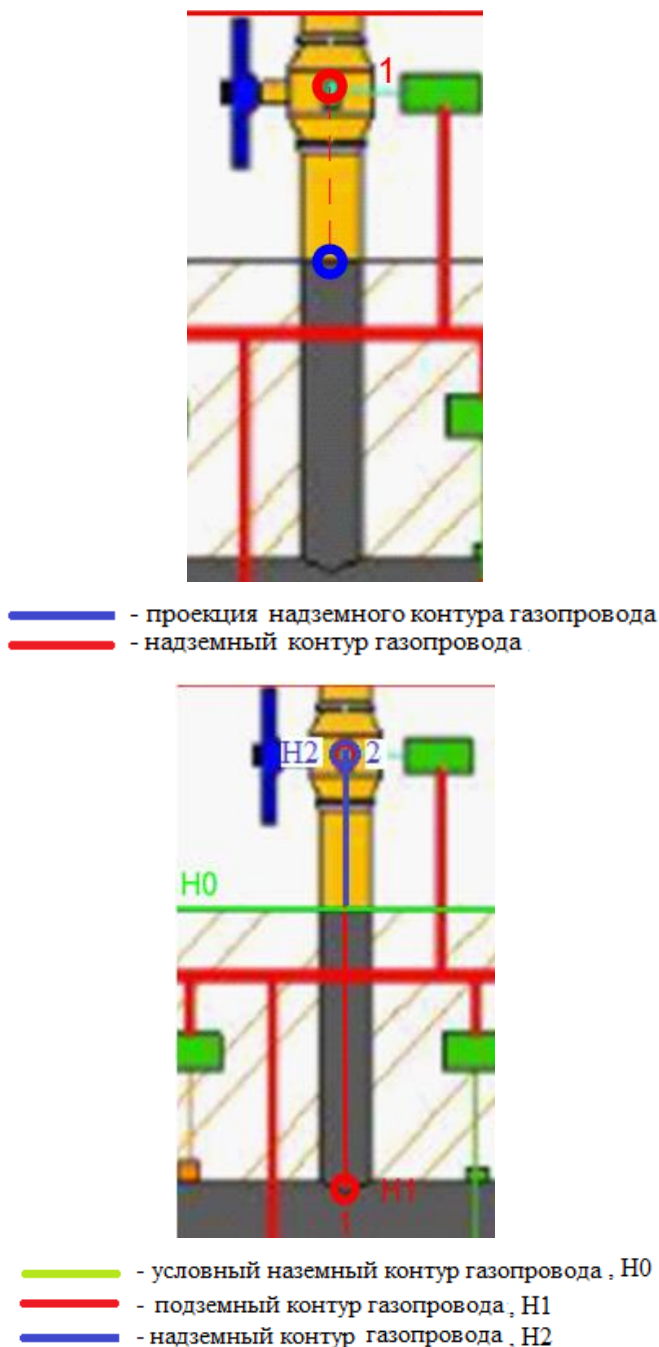 1
- проекция надземного контура газопровода
- надземный контур газопровода
H2 2
H0
H1
1
- условный наземный контур газопровода , H0
- подземный контур газопровода , H1
- надземный контур газопровода , H2